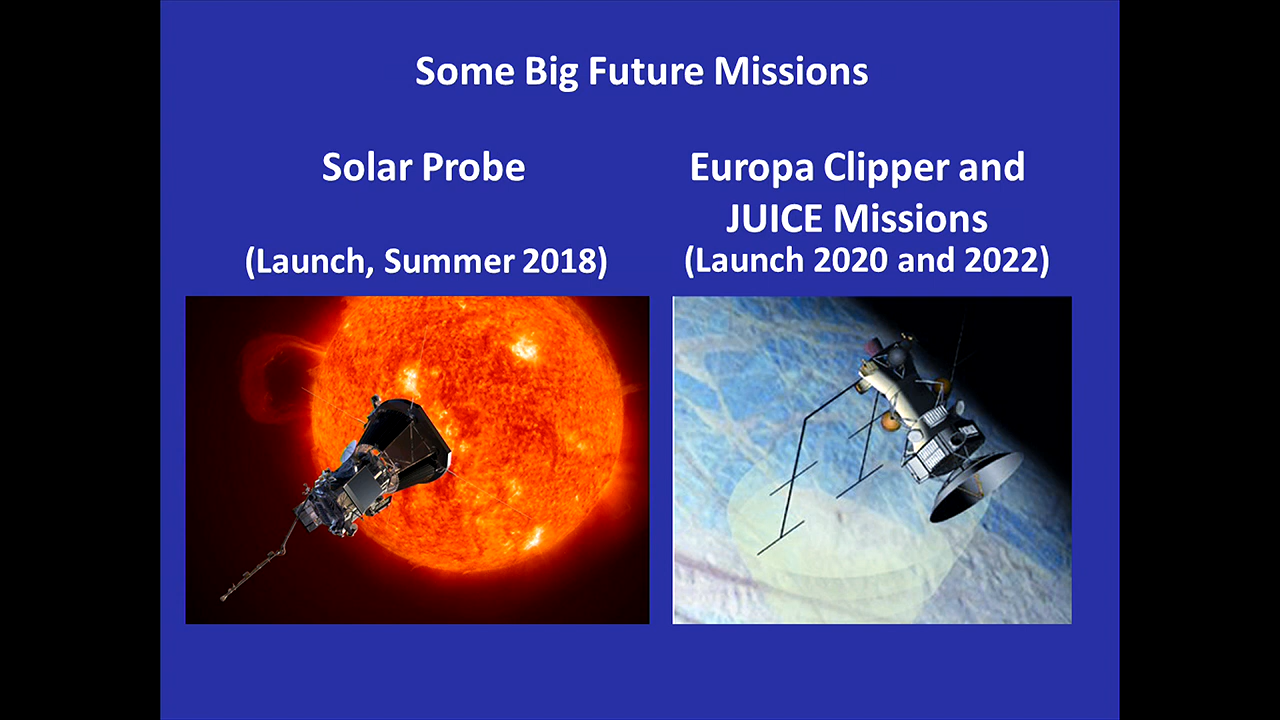 Some Big Future Missions
Solar Probe
(Launch, Summer 2018)
Europa Clipper and
JUICE Missions
(Launch 2020 and 2022)